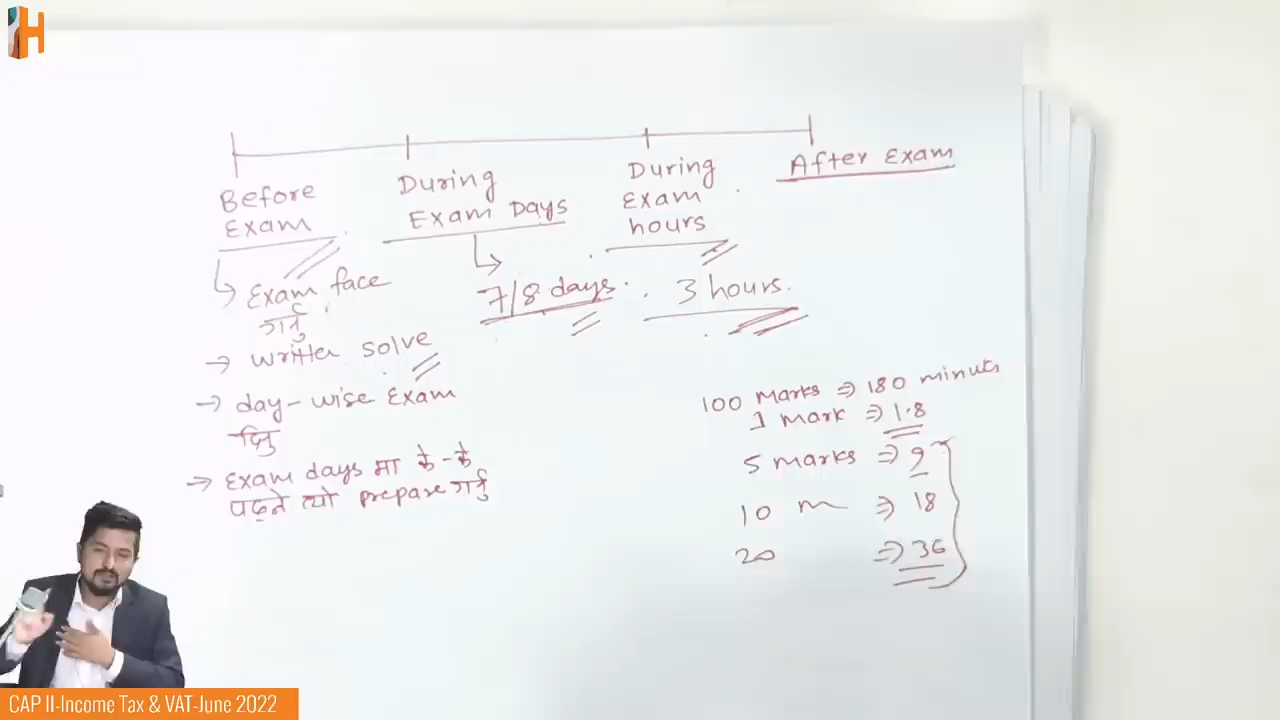 H
Before
Exam
During
Exam Days
During
Exam
hours
After Exam
Exam face
गर्नु
7/8 days
3 hours.
→ written solve
→ day-wise Exam
दिनु
→ Exam days मा के-के
पढ्ने त्यो prepare गर्नु
100 Marks ⇒ 180 minuts
1 mark ⇒ 1.8
5 marks ⇒ 9
10 m ⇒ 18
20 ⇒ 36
CAP II-Income Tax & VAT-June 2022